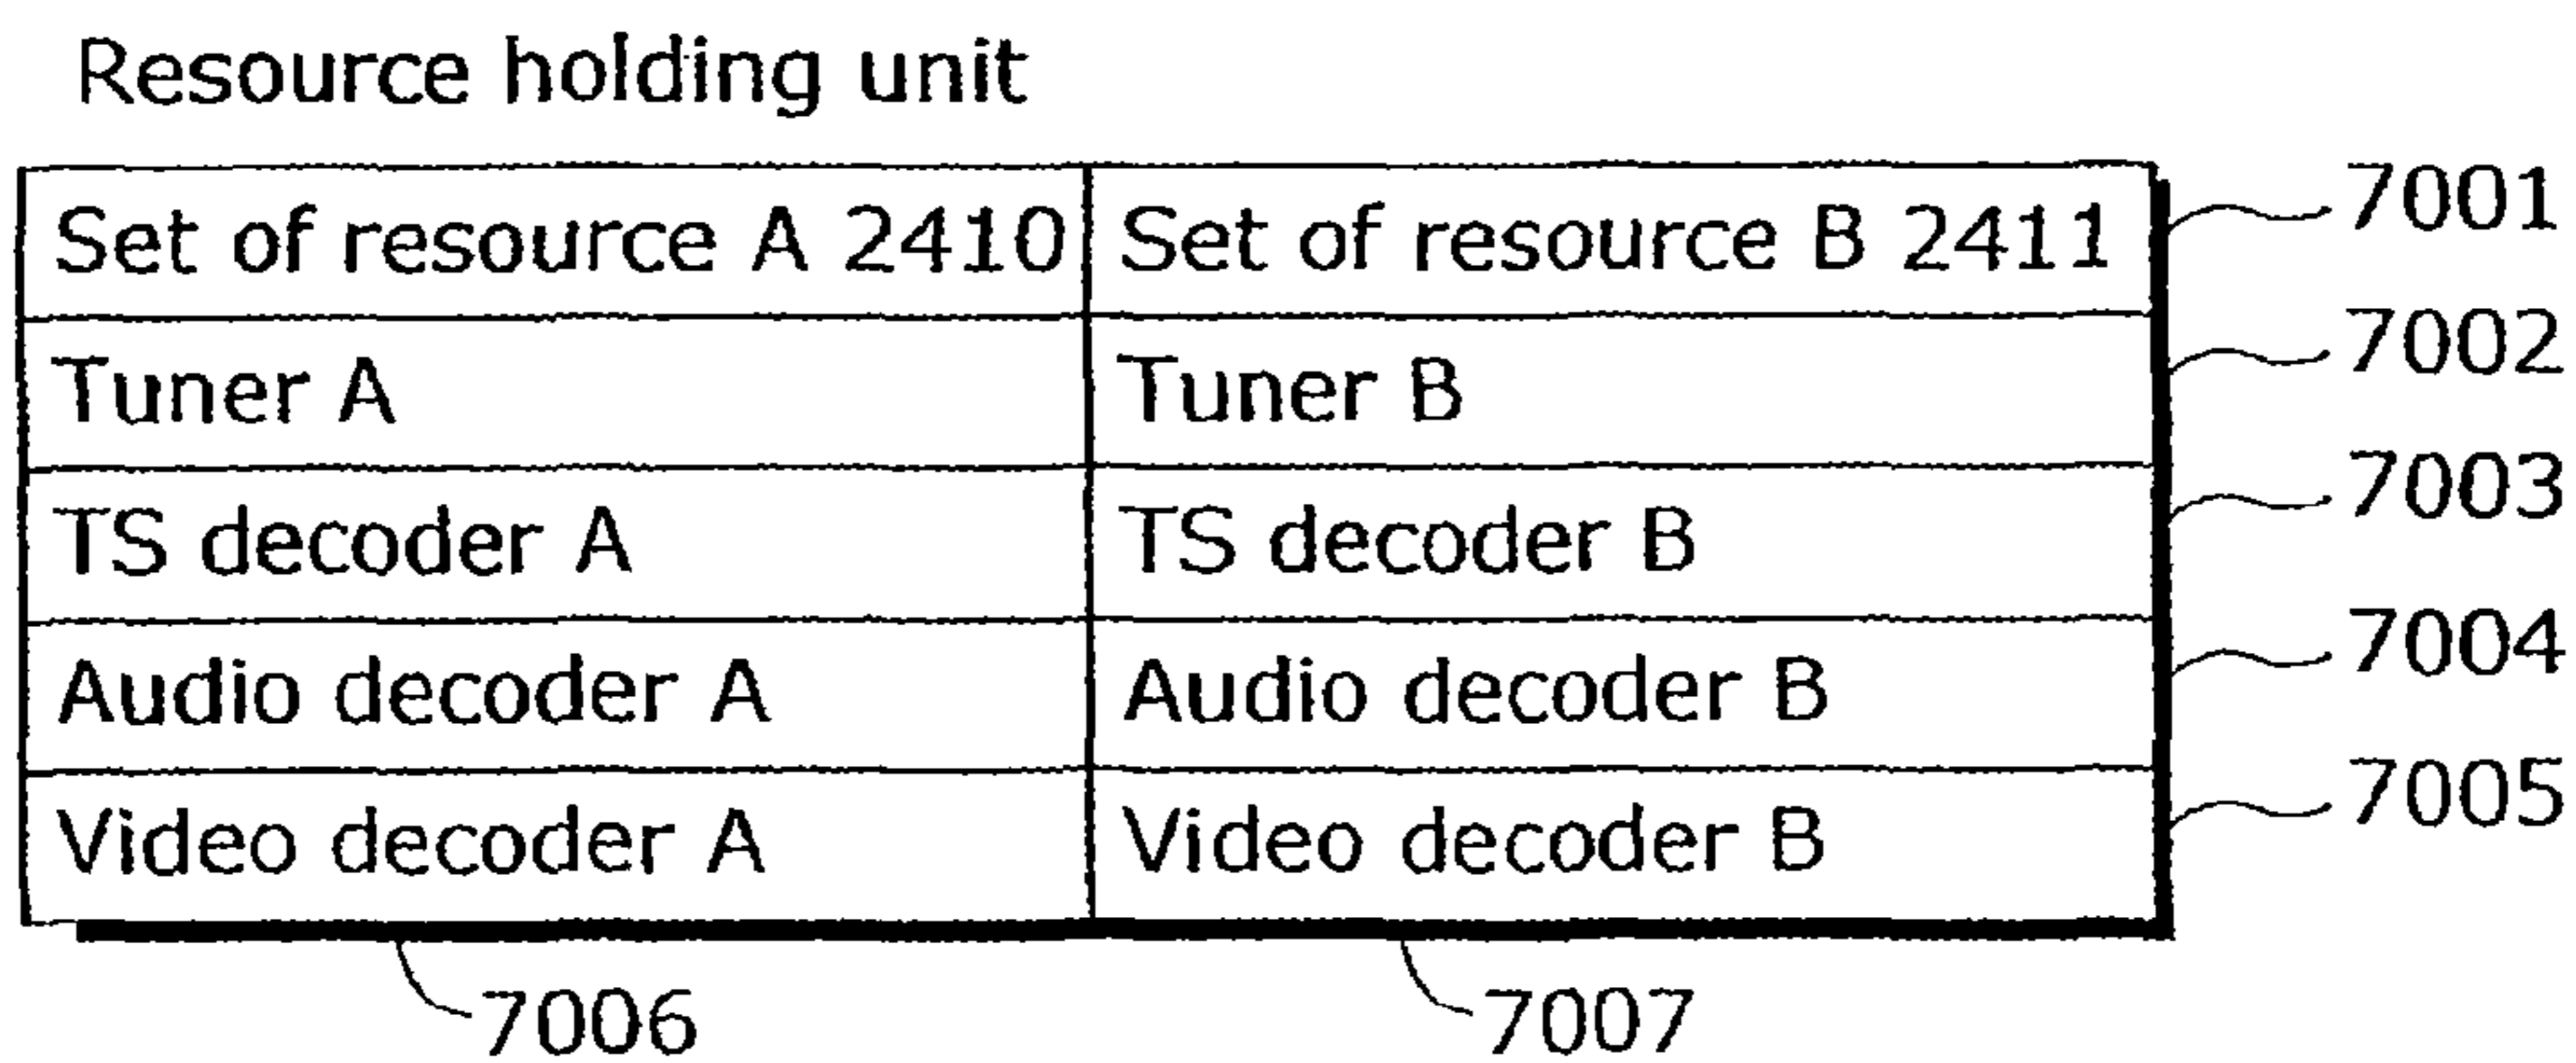 Resource holding unit
Set of resource A 2410 Set of resource B 2411 7001
Tuner A Tuner B 7002
TS decoder A TS decoder B 7003
Audio decoder A Audio decoder B 7004
Video decoder A Video decoder B 7005
7006 7007